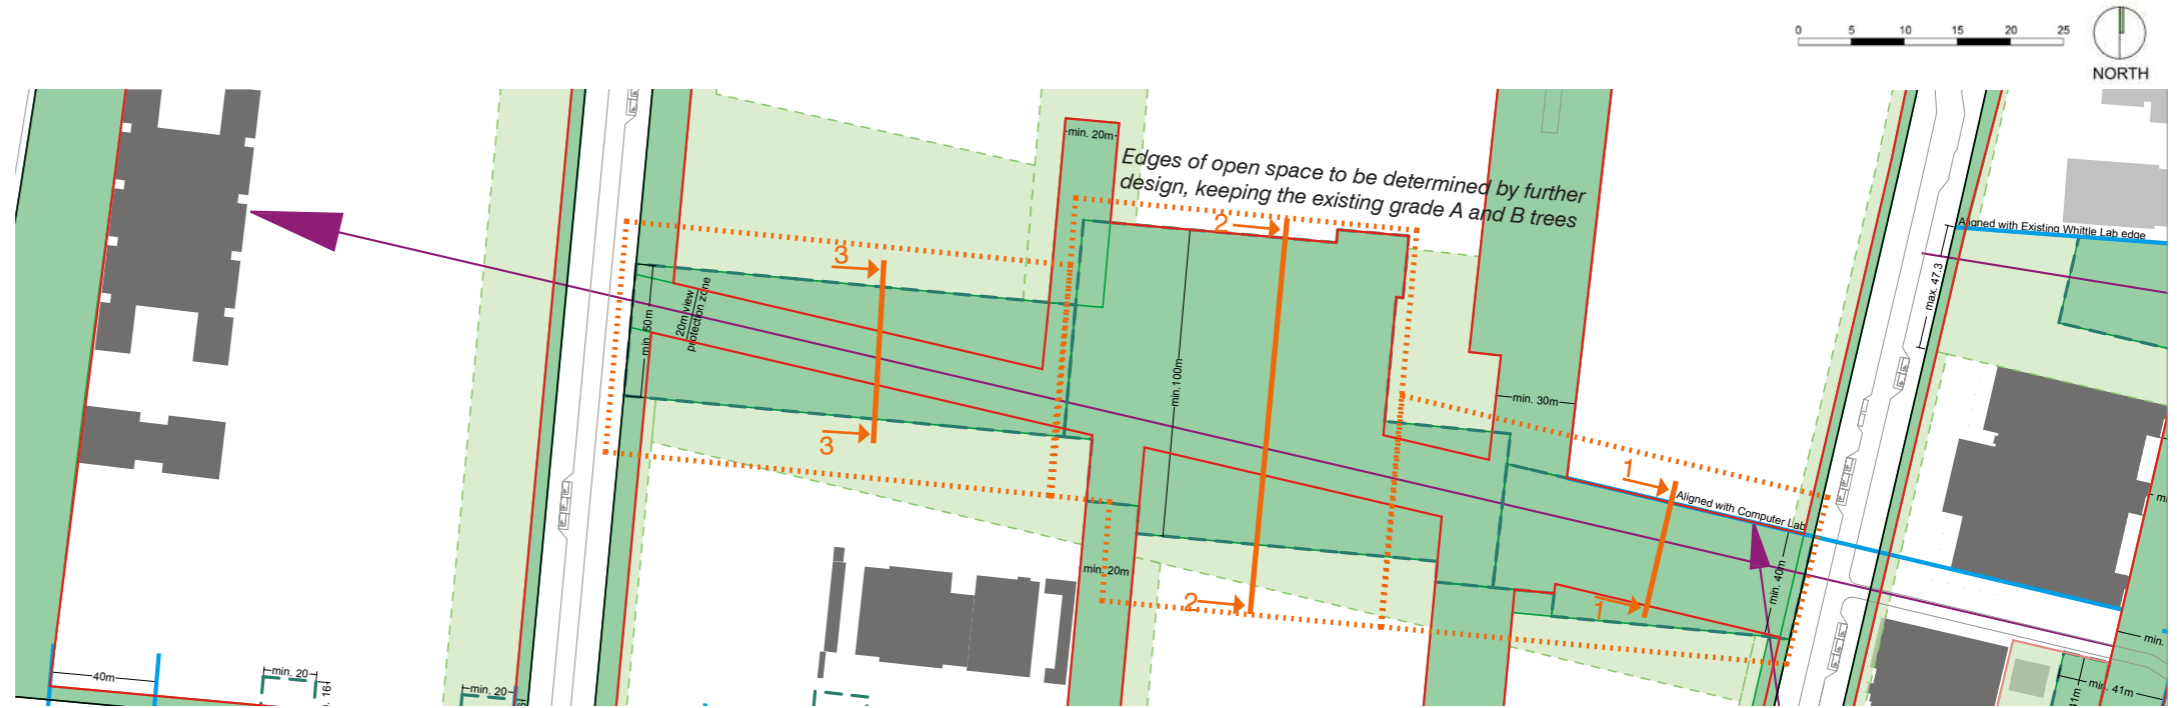 0 5 10 15 20 25
NORTH
min. 20m
Edges of open space to be determined by further
design, keeping the existing grade A and B trees
2
3
Aligned with Existing Whittle Lab edge
max. 47.3
20m view
protection zone
min. 50m
min.100m
min. 30m
3
1
Aligned with Computer Lab
min. 20m
min. 40m
2
1
min.
40m
min. 20
min. 20
min. 41m